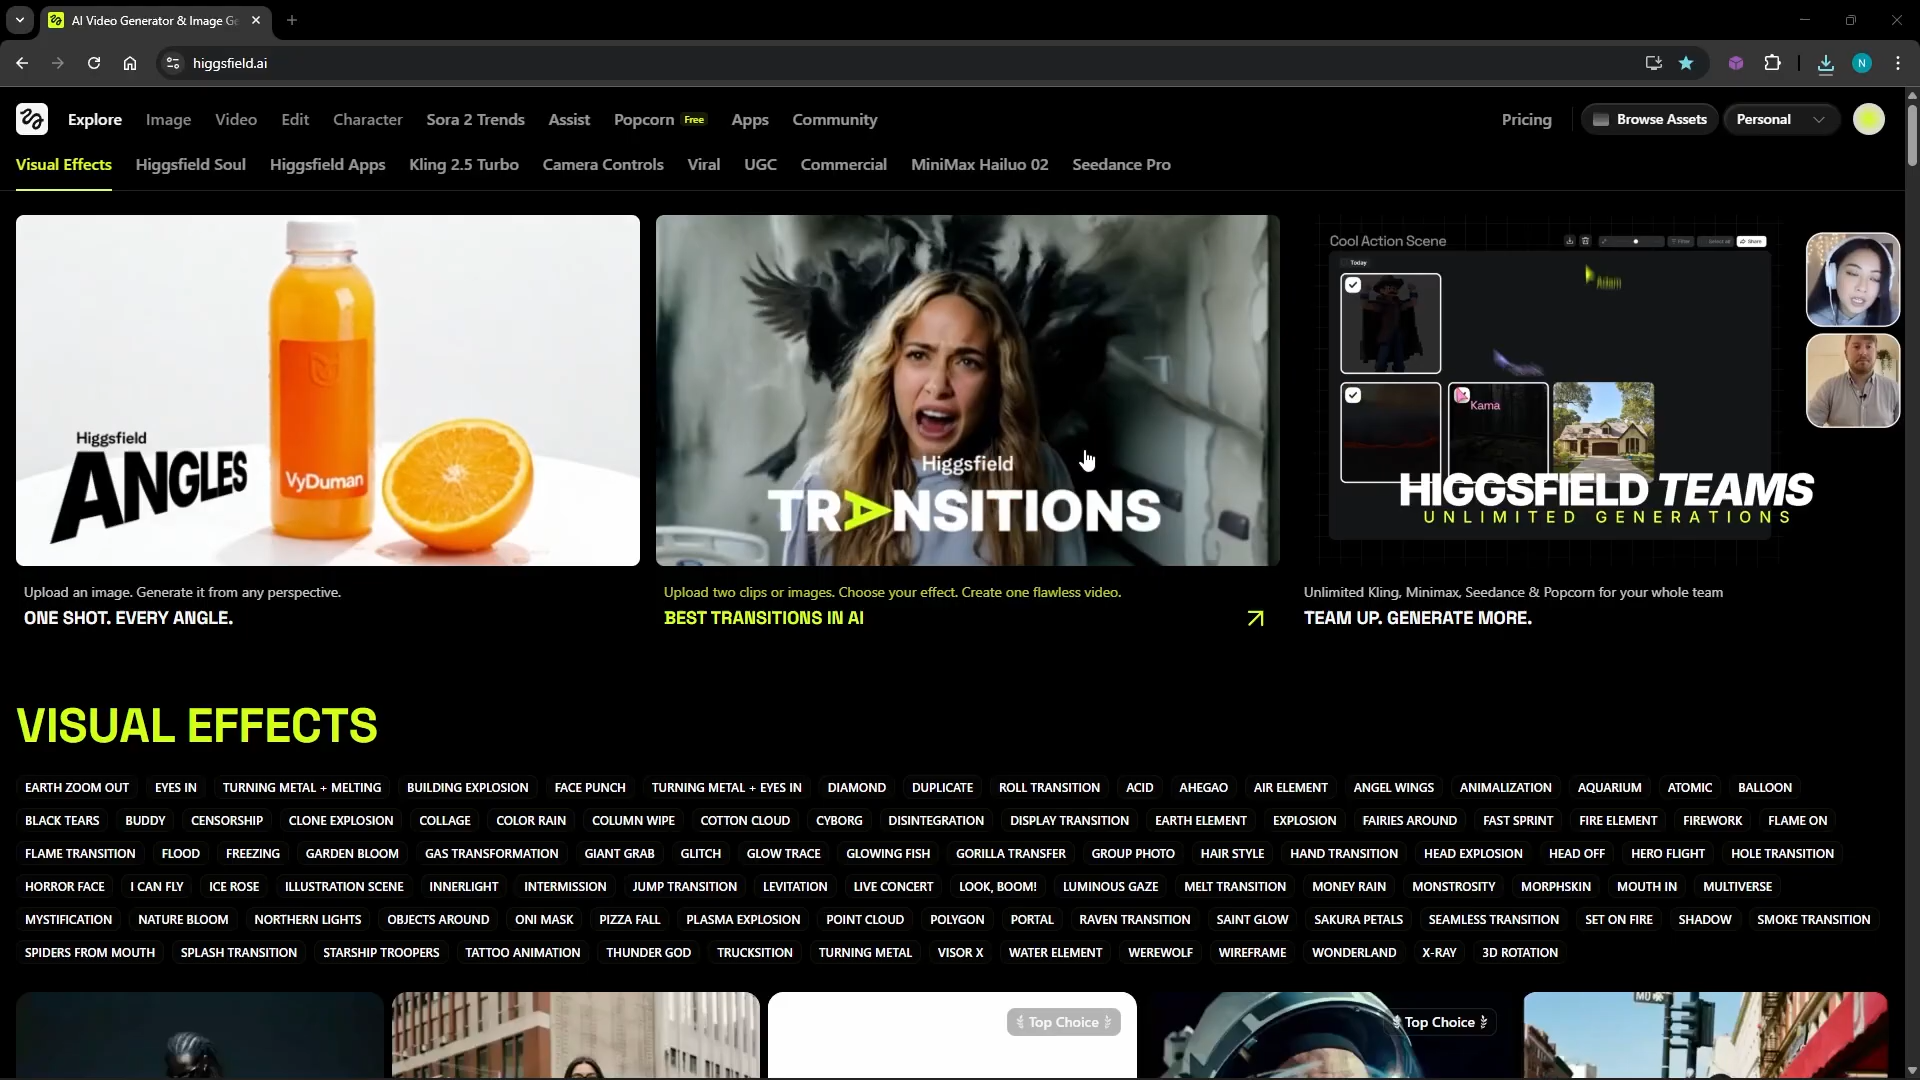 AI Video Generator & Image Ge
higgsfield.ai
N
Explore Image Video Edit Character Sora 2 Trends Assist Popcorn Free Apps Community Pricing Browse Assets Personal
Visual Effects Higgsfield Soul Higgsfield Apps Kling 2.5 Turbo Camera Controls Viral UGC Commercial MiniMax Hailuo 02 Seedance Pro
Higgsfield
ANGLES
VyDuman
Upload an image. Generate it from any perspective.
ONE SHOT. EVERY ANGLE.
Higgsfield
TRANSITIONS
Upload two clips or images. Choose your effect. Create one flawless video.
BEST TRANSITIONS IN AI
Cool Action Scene
Share
Today
Kama
HIGGSFIELD TEAMS
UNLIMITED GENERATIONS
Unlimited Kling, Minimax, Seedance & Popcorn for your whole team
TEAM UP. GENERATE MORE.
VISUAL EFFECTS
EARTH ZOOM OUT EYES IN TURNING METAL + MELTING BUILDING EXPLOSION FACE PUNCH TURNING METAL + EYES IN DIAMOND DUPLICATE ROLL TRANSITION ACID AHEGAO AIR ELEMENT ANGEL WINGS ANIMALIZATION AQUARIUM ATOMIC BALLOON
BLACK TEARS BUDDY CENSORSHIP CLONE EXPLOSION COLLAGE COLOR RAIN COLUMN WIPE COTTON CLOUD CYBORG DISINTEGRATION DISPLAY TRANSITION EARTH ELEMENT EXPLOSION FAIRIES AROUND FAST SPRINT FIRE ELEMENT FIREWORK FLAME ON
FLAME TRANSITION FLOOD FREEZING GARDEN BLOOM GAS TRANSFORMATION GIANT GRAB GLITCH GLOW TRACE GLOWING FISH GORILLA TRANSFER GROUP PHOTO HAIR STYLE HAND TRANSITION HEAD EXPLOSION HEAD OFF HERO FLIGHT HOLE TRANSITION
HORROR FACE I CAN FLY ICE ROSE ILLUSTRATION SCENE INNERLIGHT INTERMISSION JUMP TRANSITION LEVITATION LIVE CONCERT LOOK, BOOM! LUMINOUS GAZE MELT TRANSITION MONEY RAIN MONSTROSITY MORPHSKIN MOUTH IN MULTIVERSE
MYSTIFICATION NATURE BLOOM NORTHERN LIGHTS OBJECTS AROUND ONI MASK PIZZA FALL PLASMA EXPLOSION POINT CLOUD POLYGON PORTAL RAVEN TRANSITION SAINT GLOW SAKURA PETALS SEAMLESS TRANSITION SET ON FIRE SHADOW SMOKE TRANSITION
SPIDERS FROM MOUTH SPLASH TRANSITION STARSHIP TROOPERS TATTOO ANIMATION THUNDER GOD TRUCKSITION TURNING METAL VISOR X WATER ELEMENT WEREWOLF WIREFRAME WONDERLAND X-RAY 3D ROTATION
Top Choice
Top Choice